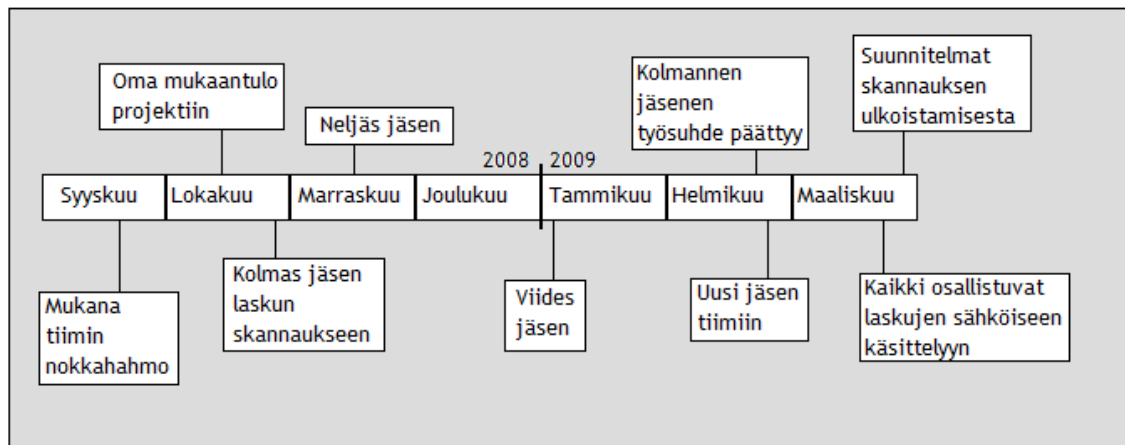 Oma mukaantulo
projektiin
Neljäs jäsen
Kolmannen
jäsenen
työsuhde päättyy
Suunnitelmat
skannauksen
ulkoistamisesta
2008 2009
Syyskuu Lokakuu Marraskuu Joulukuu Tammikuu Helmikuu Maaliskuu
Mukana
tiimin
nokkahahmo
Kolmas jäsen
laskun
skannaukseen
Viides
jäsen
Uusi jäsen
tiimiin
Kaikki osallistuvat
laskujen sähköiseen
käsittelyyn